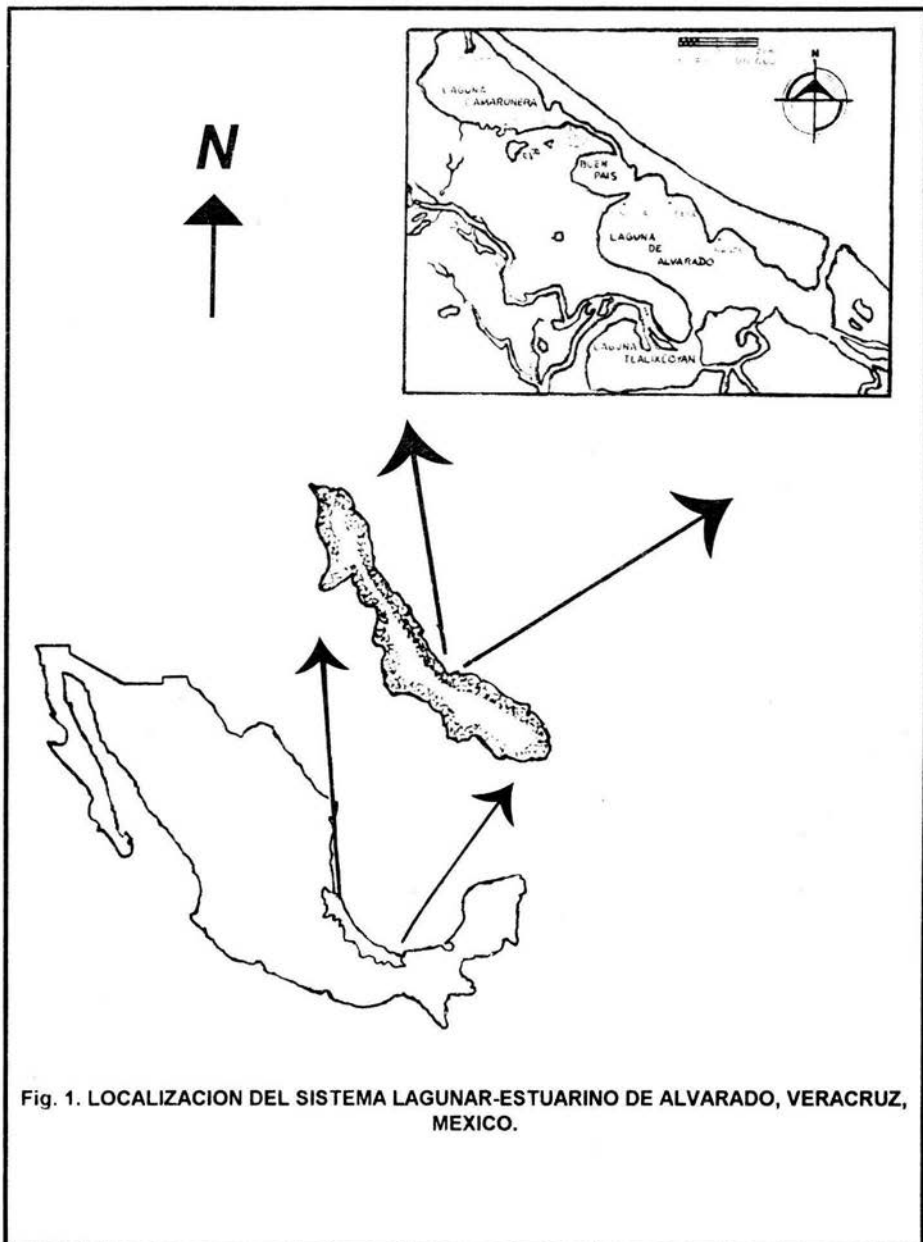 N
N
LAGUNA
CAMARONERA
BUEN
PAIS
LAGUNA
DE
ALVARADO
LAGUNA
TLALIXCOYAN
Fig. 1. LOCALIZACION DEL SISTEMA LAGUNAR-ESTUARINO DE ALVARADO, VERACRUZ,
MEXICO.